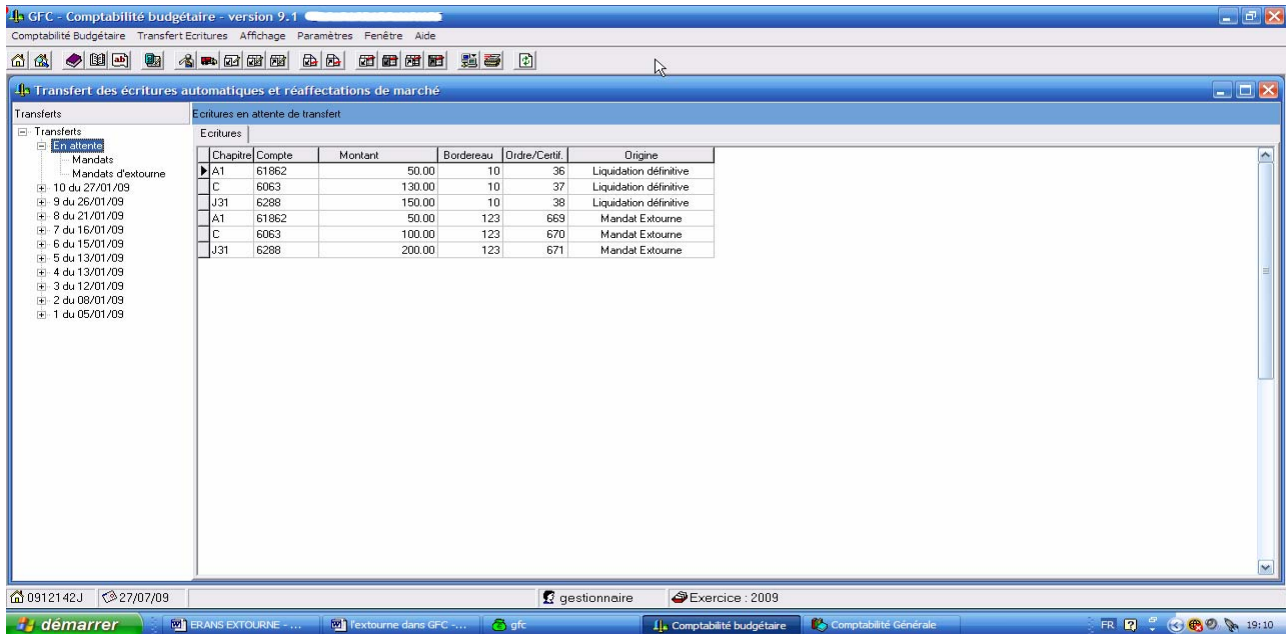 GFC - Comptabilité budgétaire - version 9.1
Comptabilité Budgétaire Transfert Ecritures Affichage Paramètres Fenêtre Aide
Transfert des écritures automatiques et réaffectations de marché
Transferts Ecritures en attente de transfert
Transferts Ecritures
En attente
Mandats
Mandats d'extourne
10 du 27/01/09
9 du 26/01/09
8 du 21/01/09
7 du 16/01/09
6 du 15/01/09
5 du 13/01/09
4 du 13/01/09
3 du 12/01/09
2 du 08/01/09
1 du 05/01/09
Chapitre Compte Montant Bordereau Ordre/Certif. Origine
A1 61862 50.00 10 36 Liquidation définitive
C 6063 130.00 10 37 Liquidation définitive
J31 6288 150.00 10 38 Liquidation définitive
A1 61862 50.00 123 669 Mandat Extourne
C 6063 100.00 123 670 Mandat Extourne
J31 6288 200.00 123 671 Mandat Extourne
0912142J 27/07/09 gestionnaire Exercice : 2009
démarrer ERANS EXTOURNE - ... l'extourne dans GFC -... gfc Comptabilité budgétaire Comptabilité Générale FR 19:10